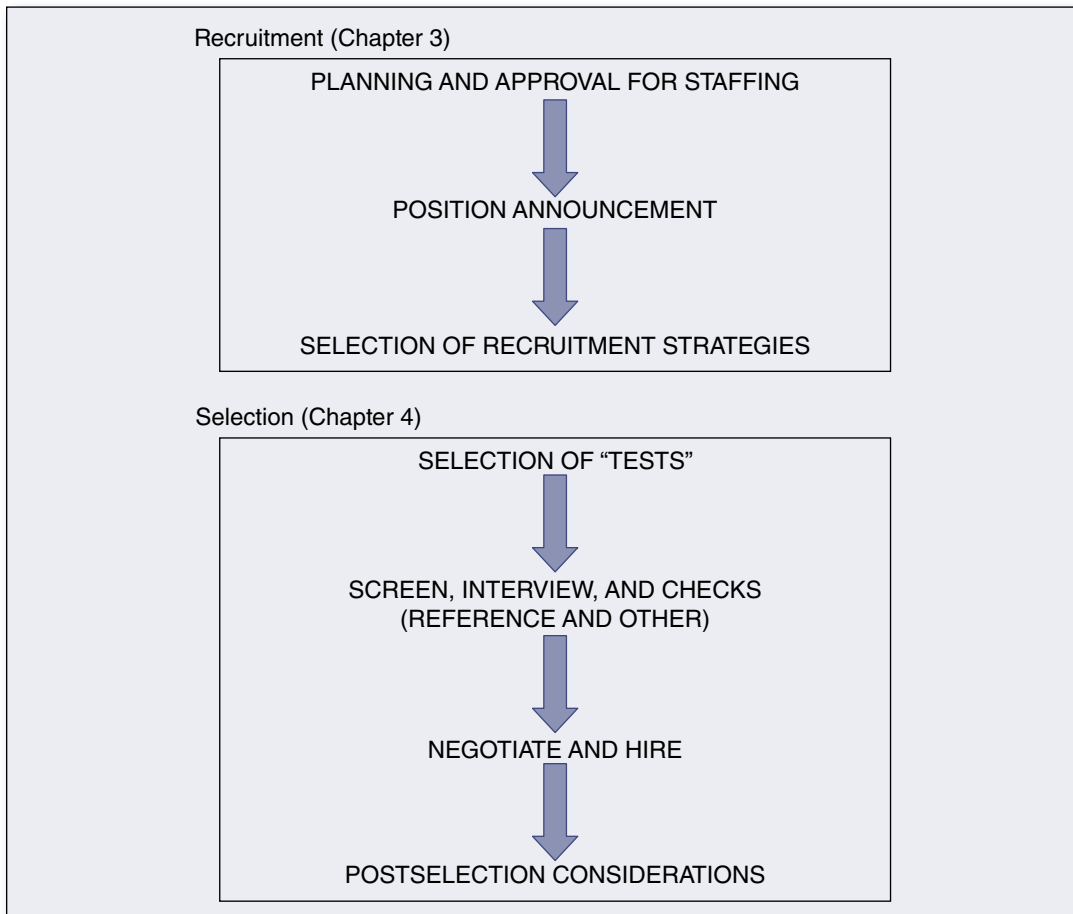 Recruitment (Chapter 3)
PLANNING AND APPROVAL FOR STAFFING
POSITION ANNOUNCEMENT
SELECTION OF RECRUITMENT STRATEGIES
Selection (Chapter 4)
SELECTION OF “TESTS”
SCREEN, INTERVIEW, AND CHECKS
(REFERENCE AND OTHER)
NEGOTIATE AND HIRE
POSTSELECTION CONSIDERATIONS